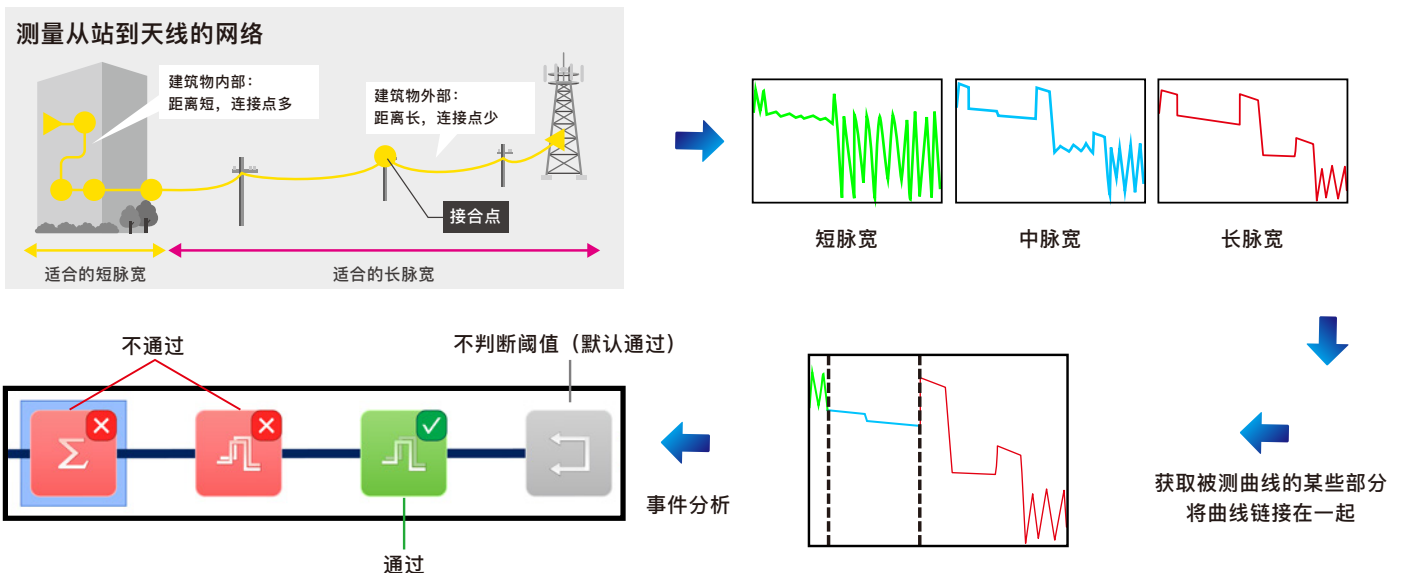 测量从站到天线的网络
建筑物内部：
距离短，连接点多
建筑物外部：
距离长，连接点少
接合点
适合的短脉宽
适合的长脉宽
短脉宽
中脉宽
长脉宽
获取被测曲线的某些部分
将曲线链接在一起
事件分析
不通过
不判断阈值（默认通过）
通过